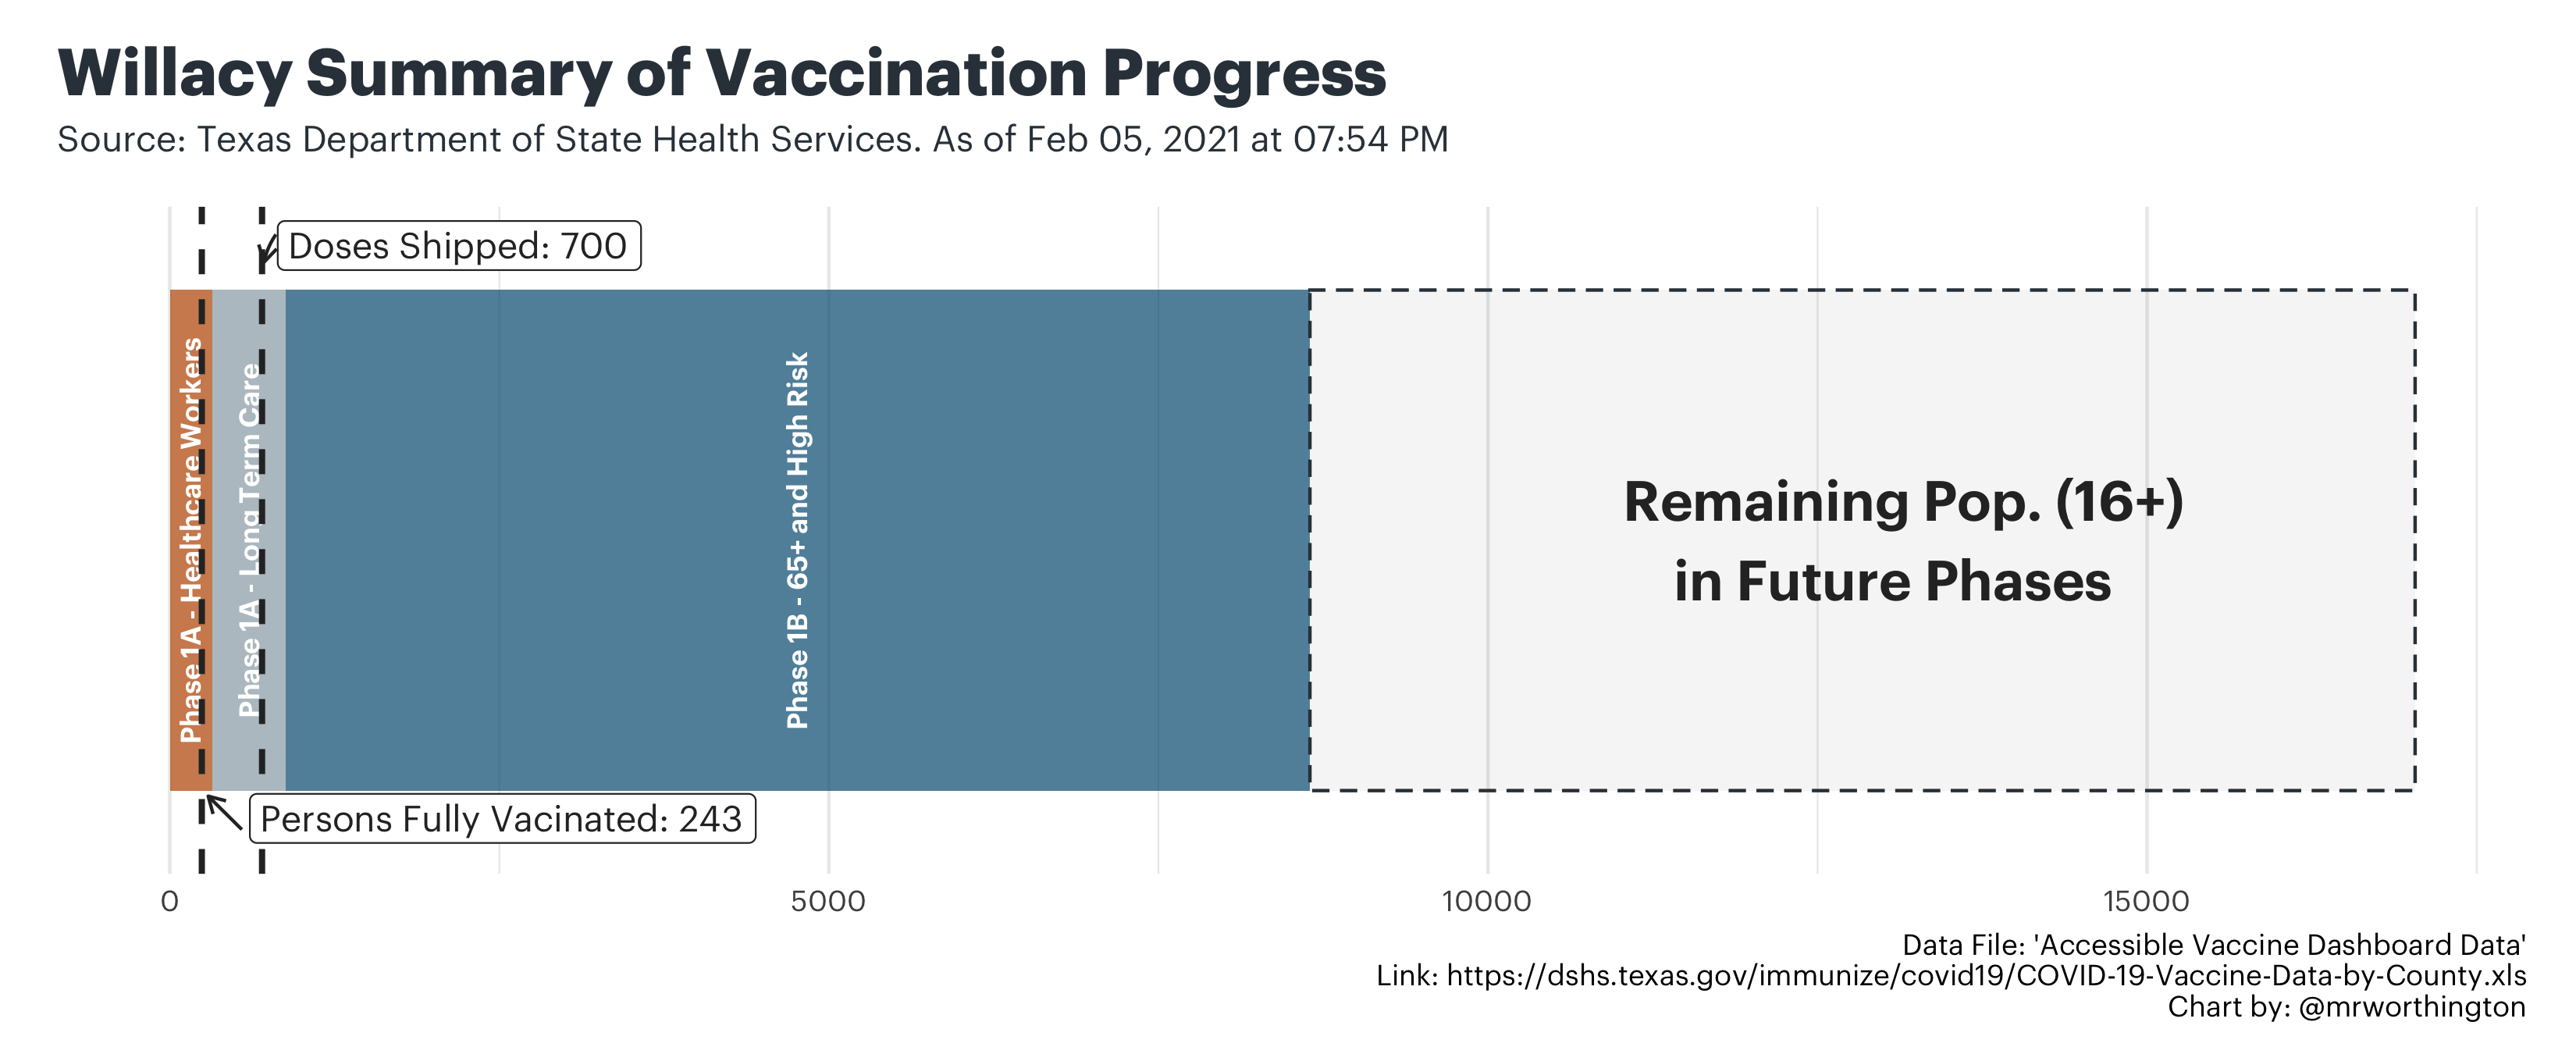 Willacy Summary of Vaccination Progress
Source: Texas Department of State Health Services. As of Feb 05, 2021 at 07:54 PM
Doses Shipped: 700
Phase 1A - Healthcare Workers
Phase 1A - Long Term Care
Phase 1B - 65+ and High Risk
Remaining Pop. (16+)
in Future Phases
Persons Fully Vacinated: 243
0
5000
10000
15000
Data File: 'Accessible Vaccine Dashboard Data'
Link: https://dshs.texas.gov/immunize/covid19/COVID-19-Vaccine-Data-by-County.xls
Chart by: @mrworthington